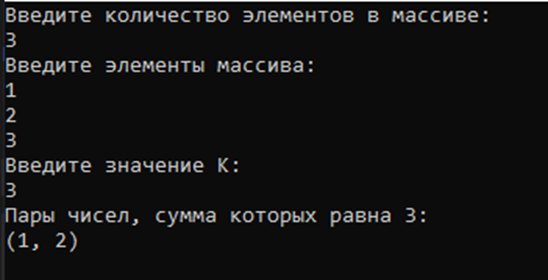 Введите количество элементов в массиве:
3
Введите элементы массива:
1
2
3
Введите значение K:
3
Пары чисел, сумма которых равна 3:
(1, 2)